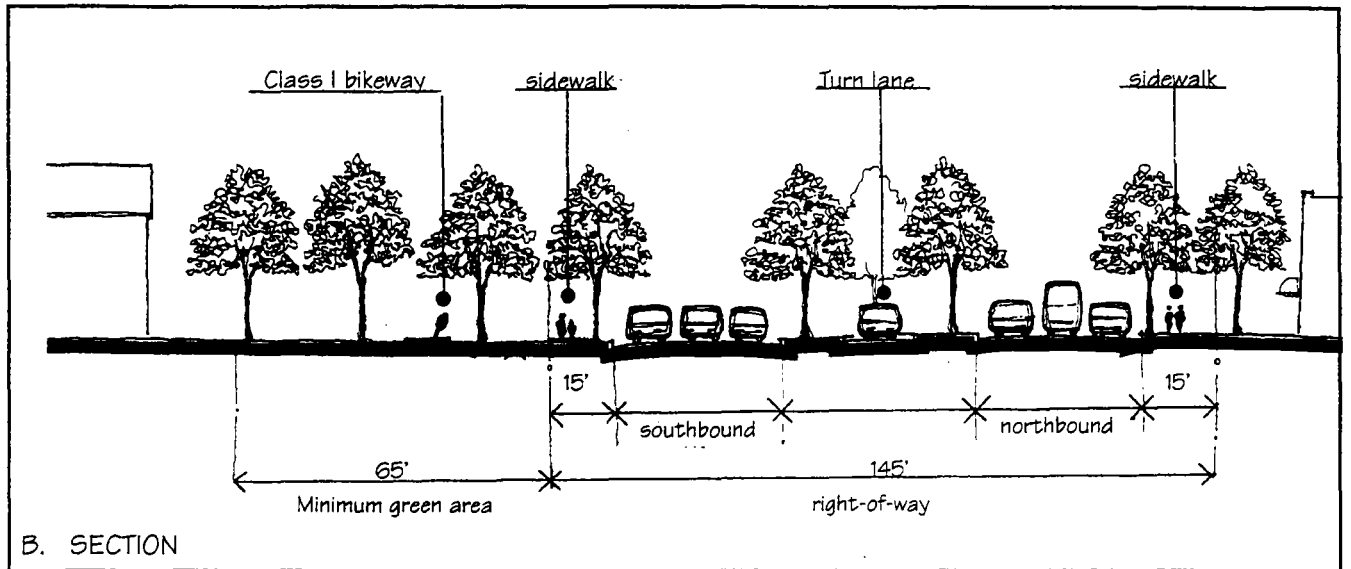 Class I bikeway
sidewalk
Turn lane
sidewalk
15'
15'
southbound
northbound
65'
145'
Minimum green area
right-of-way
B. SECTION